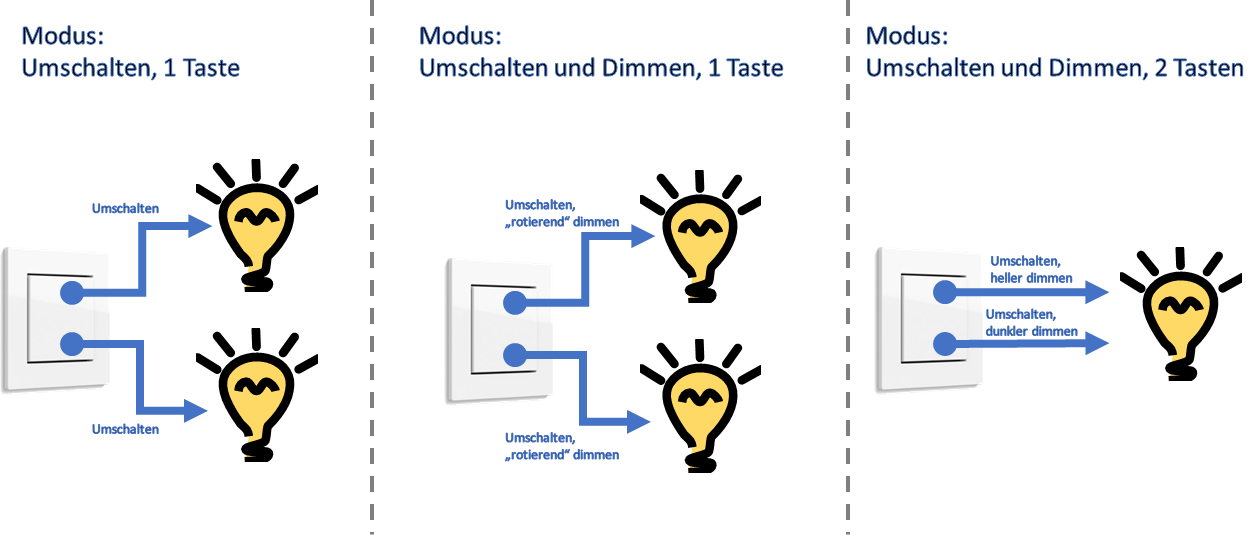 Modus:
Umschalten, 1 Taste
Umschalten
Umschalten
Modus:
Umschalten und Dimmen, 1 Taste
Umschalten,
„rotierend“ dimmen
Umschalten,
„rotierend“ dimmen
Modus:
Umschalten und Dimmen, 2 Tasten
Umschalten,
heller dimmen
Umschalten,
dunkler dimmen